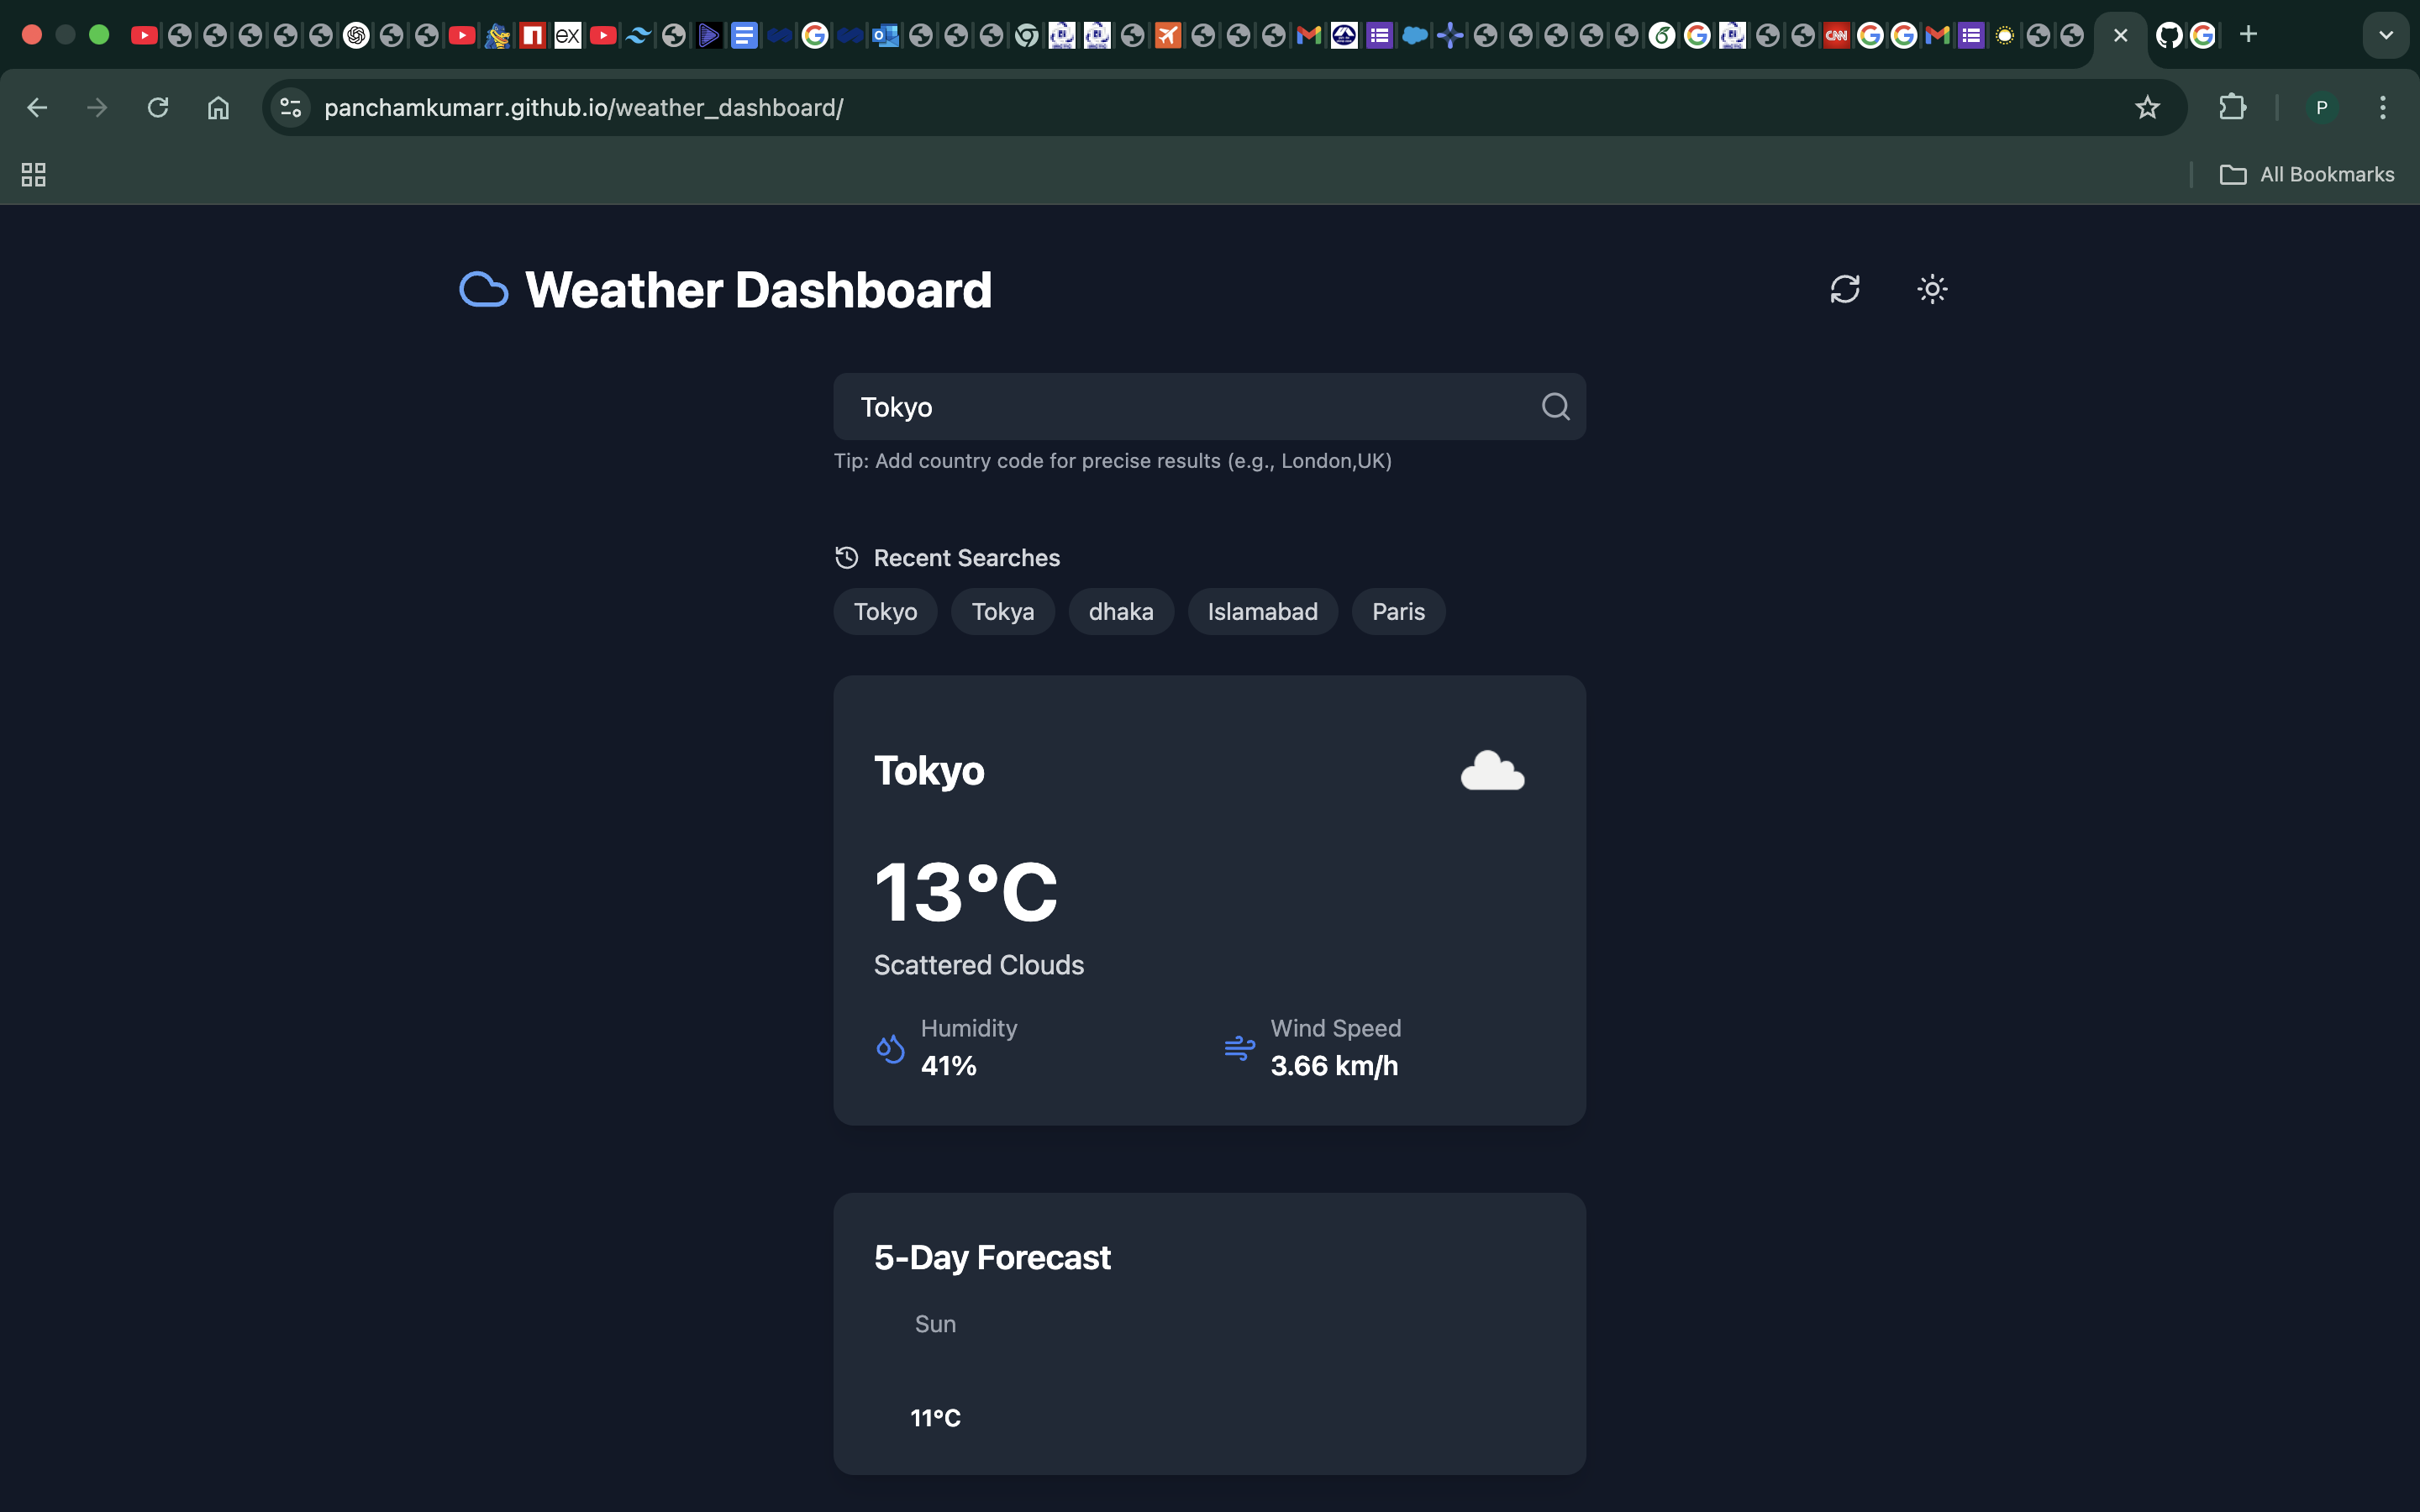 ex
CNN
panchamkumarr.github.io/weather_dashboard/
P
All Bookmarks
Weather Dashboard
Tokyo
Tip: Add country code for precise results (e.g., London,UK)
Recent Searches
Tokyo Tokya dhaka Islamabad Paris
Tokyo
13°C
Scattered Clouds
Humidity Wind Speed
41% 3.66 km/h
5-Day Forecast
Sun
11°C